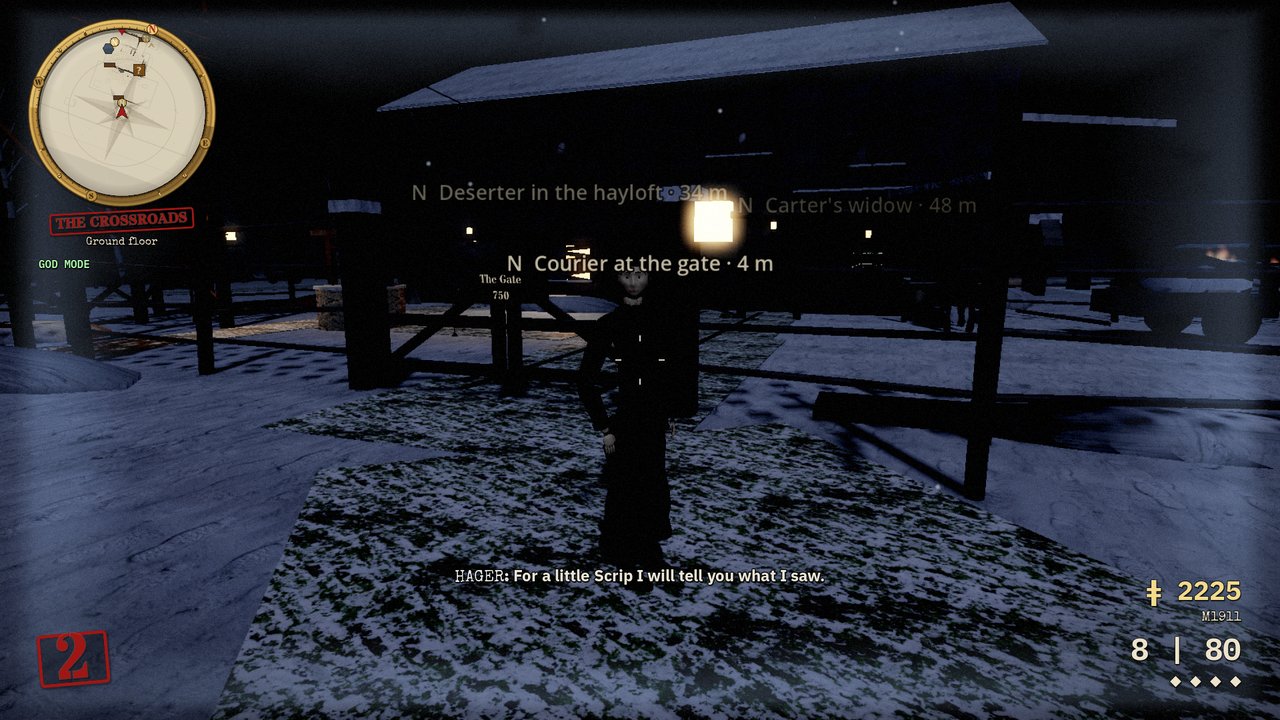 N
W
E
S
?
THE CROSSROADS
Ground floor
GOD MODE
N Deserter in the hayloft · 34 m
N Carter's widow · 48 m
N Courier at the gate · 4 m
The Gate
750
HAGER: For a little Scrip I will tell you what I saw.
2225
M1911
8 | 80
2